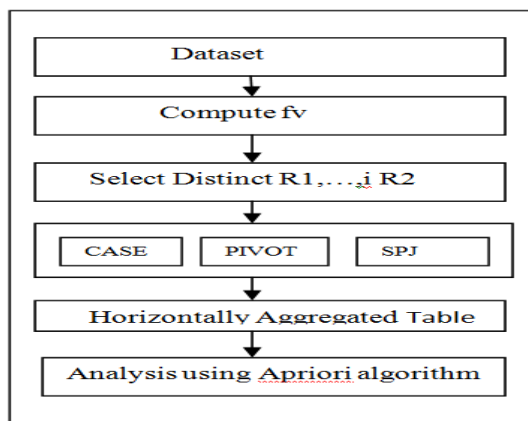 Dataset
Compute fv
Select Distinct R1,...,i R2
CASE PIVOT SPJ
Horizontally Aggregated Table
Analysis using Apriori algorithm